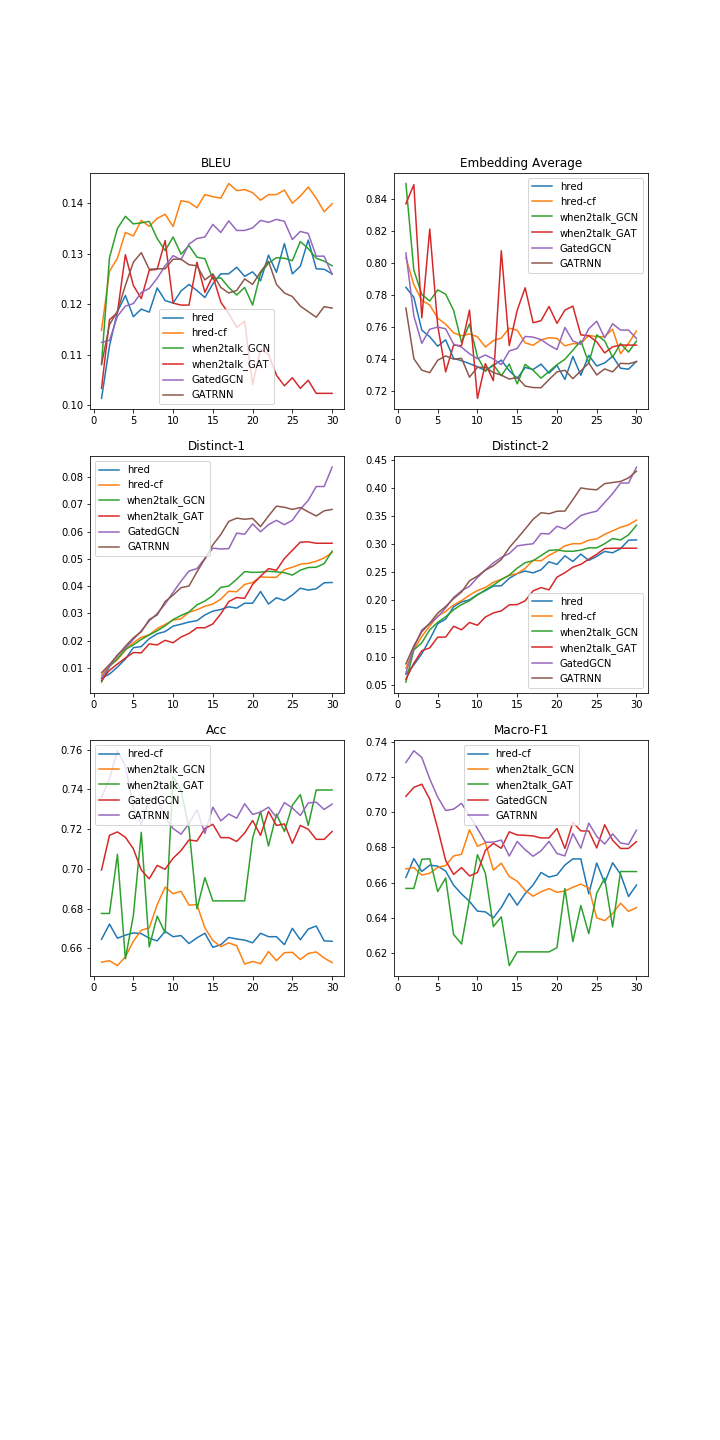 BLEU
0.14
0.13
0.12
0.11
0.10
hred
hred-cf
when2talk_GCN
when2talk_GAT
GatedGCN
GATRNN
0 5 10 15 20 25 30
Embedding Average
0.84
0.82
0.80
0.78
0.76
0.74
0.72
hred
hred-cf
when2talk_GCN
when2talk_GAT
GatedGCN
GATRNN
0 5 10 15 20 25 30
Distinct-1
0.08
0.07
0.06
0.05
0.04
0.03
0.02
0.01
hred
hred-cf
when2talk_GCN
when2talk_GAT
GatedGCN
GATRNN
0 5 10 15 20 25 30
Distinct-2
0.45
0.40
0.35
0.30
0.25
0.20
0.15
0.10
0.05
hred
hred-cf
when2talk_GCN
when2talk_GAT
GatedGCN
GATRNN
0 5 10 15 20 25 30
Acc
0.76
0.74
0.72
0.70
0.68
0.66
hred-cf
when2talk_GCN
when2talk_GAT
GatedGCN
GATRNN
0 5 10 15 20 25 30
Macro-F1
0.74
0.72
0.70
0.68
0.66
0.64
0.62
hred-cf
when2talk_GCN
when2talk_GAT
GatedGCN
GATRNN
0 5 10 15 20 25 30